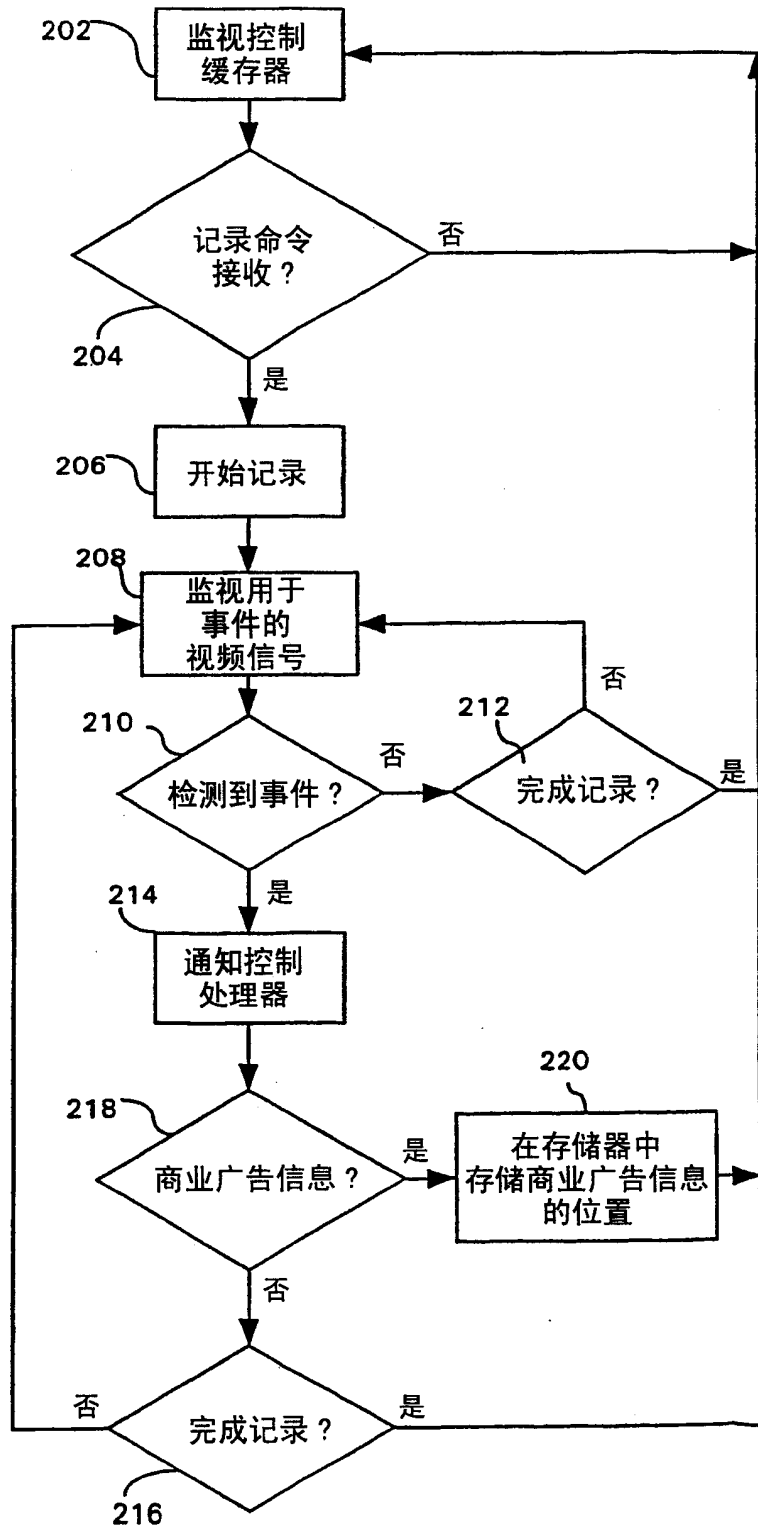 202
监视控制
缓存器
记录命令
接收？
否
204
是
206
开始记录
208
监视用于
事件的
视频信号
否
210
212
检测到事件？
否
完成记录？
是
是
214
通知控制
处理器
218
220
商业广告信息？
是
在存储器中
存储商业广告信息
的位置
否
否
完成记录？
是
216